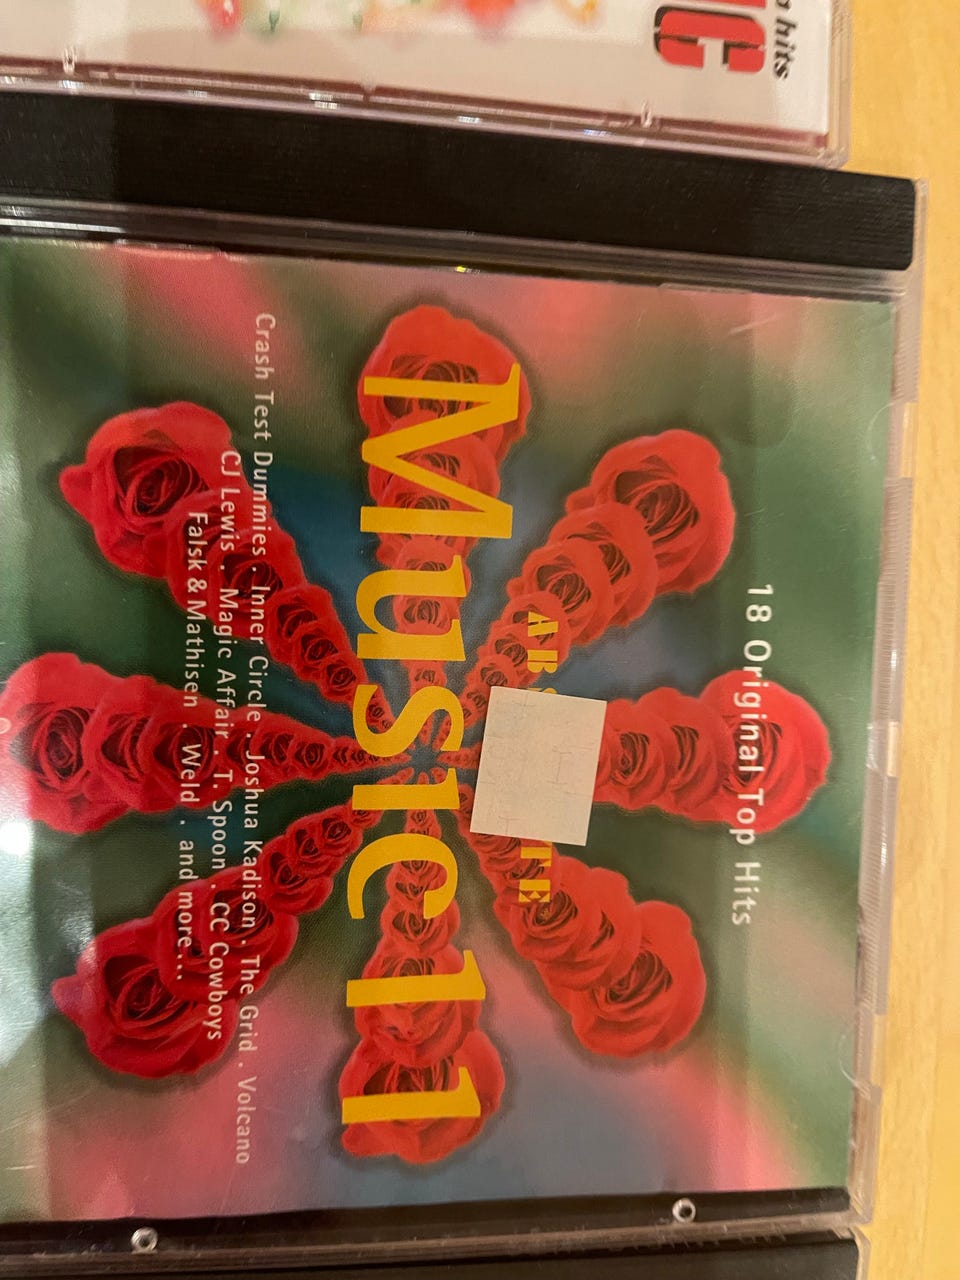 hits
18 Original Top Hits
Music 11
Crash Test Dummies . Inner Circle . Joshua Kadison . The Grid . Volcano
CJ Lewis . Magic Affair . T. Spoon . CC Cowboys
Falsk & Mathisen . Weld . and more....